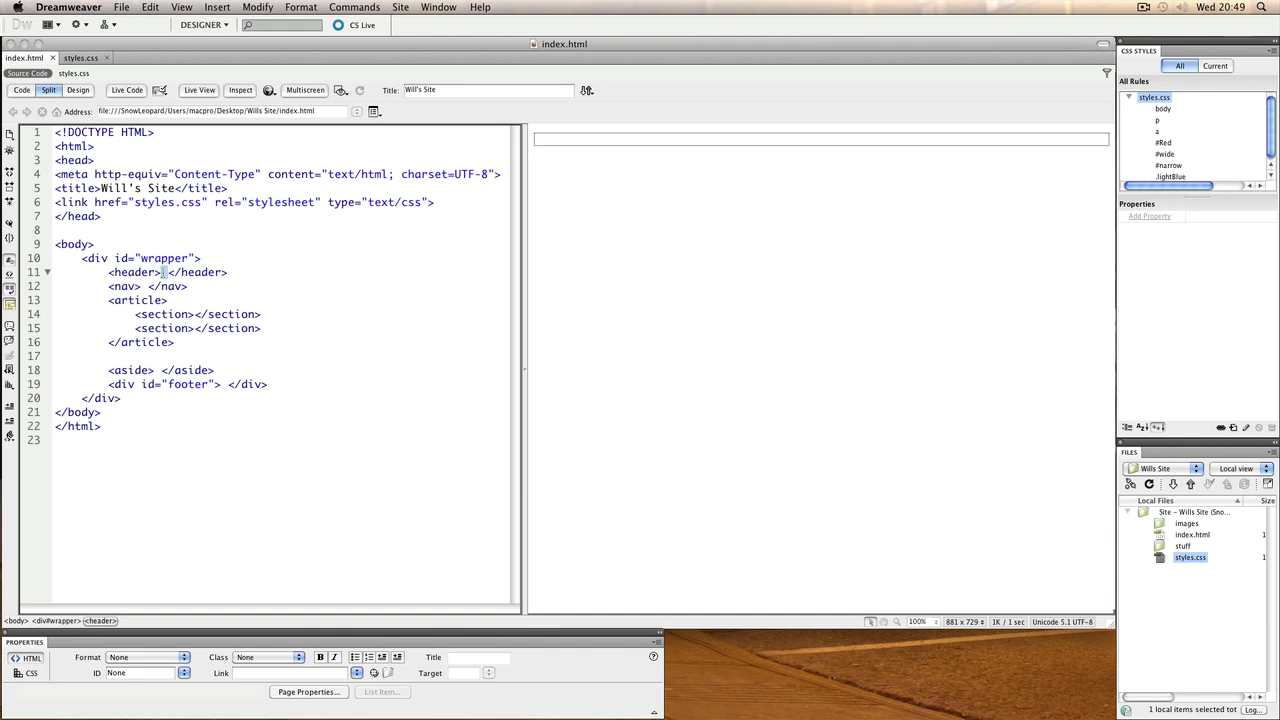 Dreamweaver File Edit View Insert Modify Format Commands Site Window Help Wed 20:49
Dw DESIGNER CS Live
index.html
index.html × styles.css ×
Source Code styles.css
Code Split Design Live Code Live View Inspect Multiscreen Title: Will's Site
Address: file:///SnowLeopard/Users/macpro/Desktop/Wills Site/index.html
1 <!DOCTYPE HTML>
2 <html>
3 <head>
4 <meta http-equiv="Content-Type" content="text/html; charset=UTF-8">
5 <title>Will's Site</title>
6 <link href="styles.css" rel="stylesheet" type="text/css">
7 </head>
8
9 <body>
10 <div id="wrapper">
11 <header> </header>
12 <nav> </nav>
13 <article>
14 <section></section>
15 <section></section>
16 </article>
17
18 <aside> </aside>
19 <div id="footer"> </div>
20 </div>
21 </body>
22 </html>
23
<body> <div#wrapper> <header>
100% 881 x 729 1K / 1 sec Unicode 5.1 UTF-8
PROPERTIES
HTML Format None Class None B I Title
CSS ID None Link Target
Page Properties... List Item...
CSS STYLES
All Current
All Rules
styles.css
body
p
a
#Red
#wide
#narrow
.lightBlue
Properties
Add Property
FILES
Wills Site Local view
Local Files Size
Site - Wills Site (Sno...
images
index.html 1
stuff
styles.css 1
1 local items selected tot Log...